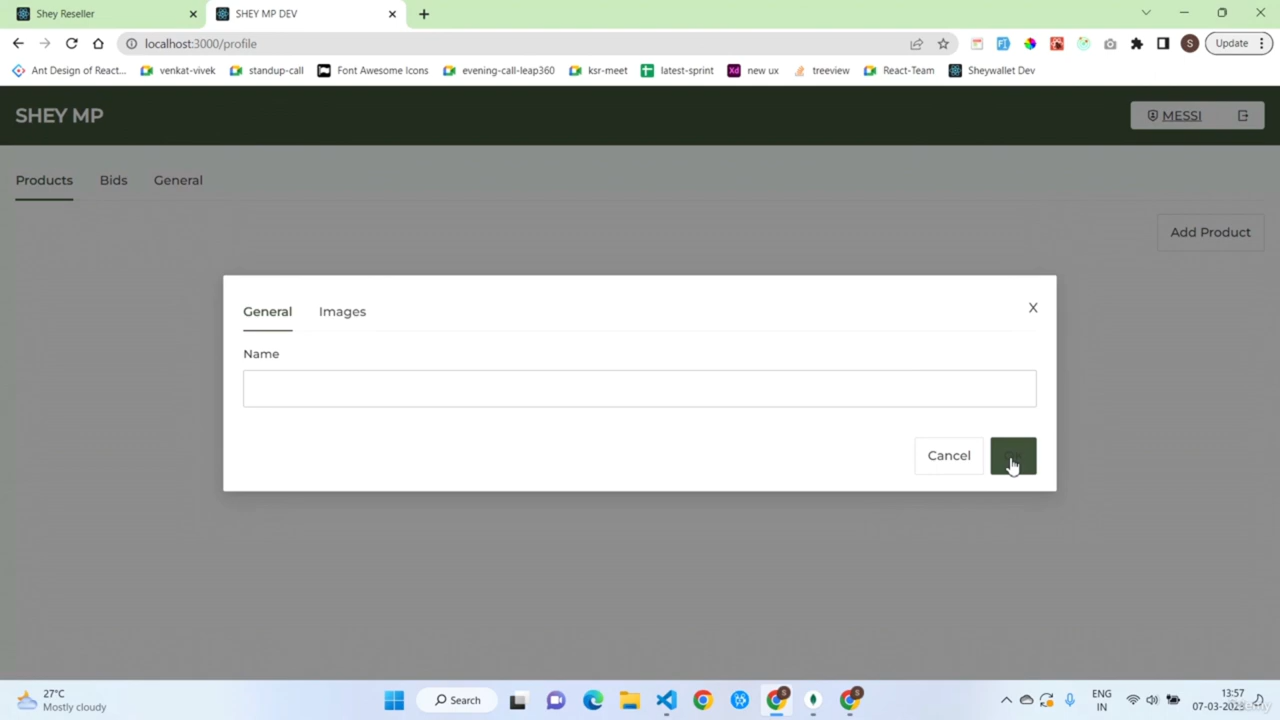 Shey Reseller
SHEY MP DEV
localhost:3000/profile
S
Update
Ant Design of React...
venkat-vivek
standup-call
Font Awesome Icons
evening-call-leap360
ksr-meet
latest-sprint
Xd
new ux
treeview
React-Team
Sheywallet Dev
SHEY MP
MESSI
Products
Bids
General
Add Product
General
Images
X
Name
Cancel
27°C
Mostly cloudy
Search
ENG
IN
13:57
07-03-2023